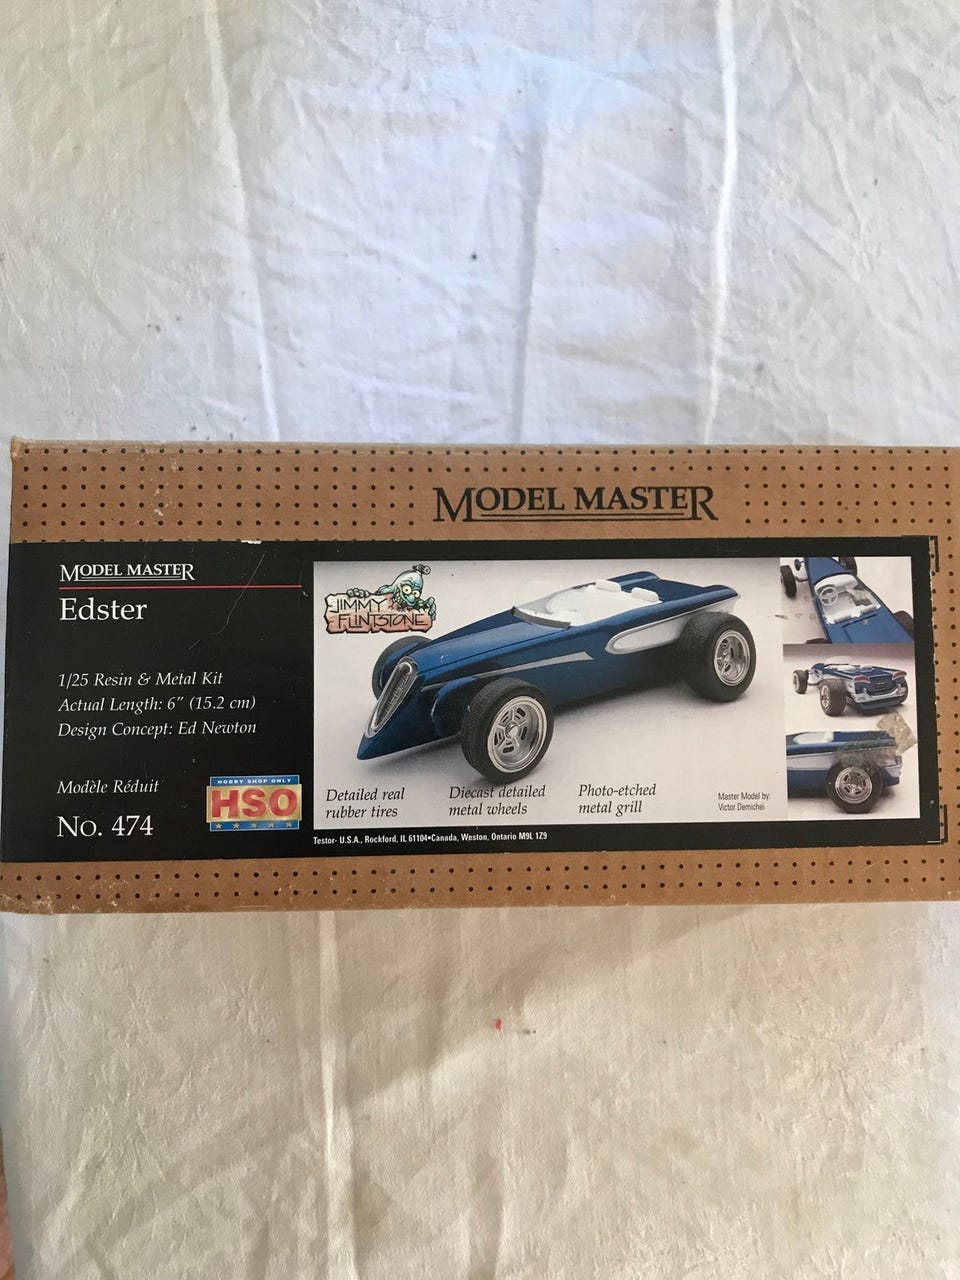 MODEL MASTER
MODEL MASTER
Edster
1/25 Resin & Metal Kit
Actual Length: 6” (15.2 cm)
Design Concept: Ed Newton
Modèle Réduit
No. 474
HOBBY SHOP ONLY
HSO
JIMMY
FLINTSTONE
Detailed real
rubber tires
Diecast detailed
metal wheels
Photo-etched
metal grill
Master Model by:
Victor Demichei
Testor- U.S.A., Rockford, IL 61104•Canada, Weston, Ontario M9L 1Z9